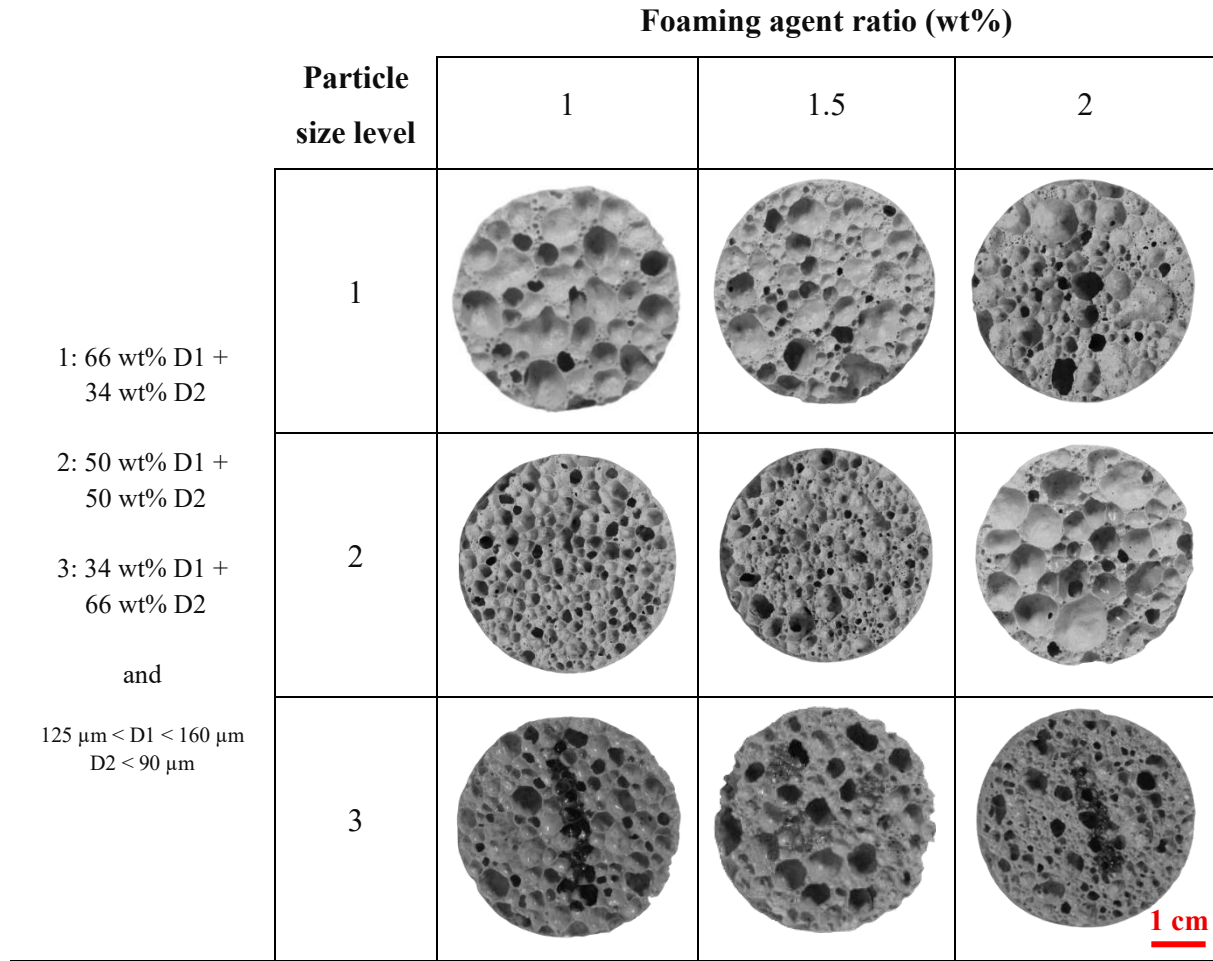 Foaming agent ratio (wt%)
Particle
size level
1
1.5
2
1: 66 wt% D1 +
34 wt% D2
2: 50 wt% D1 +
50 wt% D2
3: 34 wt% D1 +
66 wt% D2
and
125 µm < D1 < 160 µm
D2 < 90 µm
1
2
3
1 cm